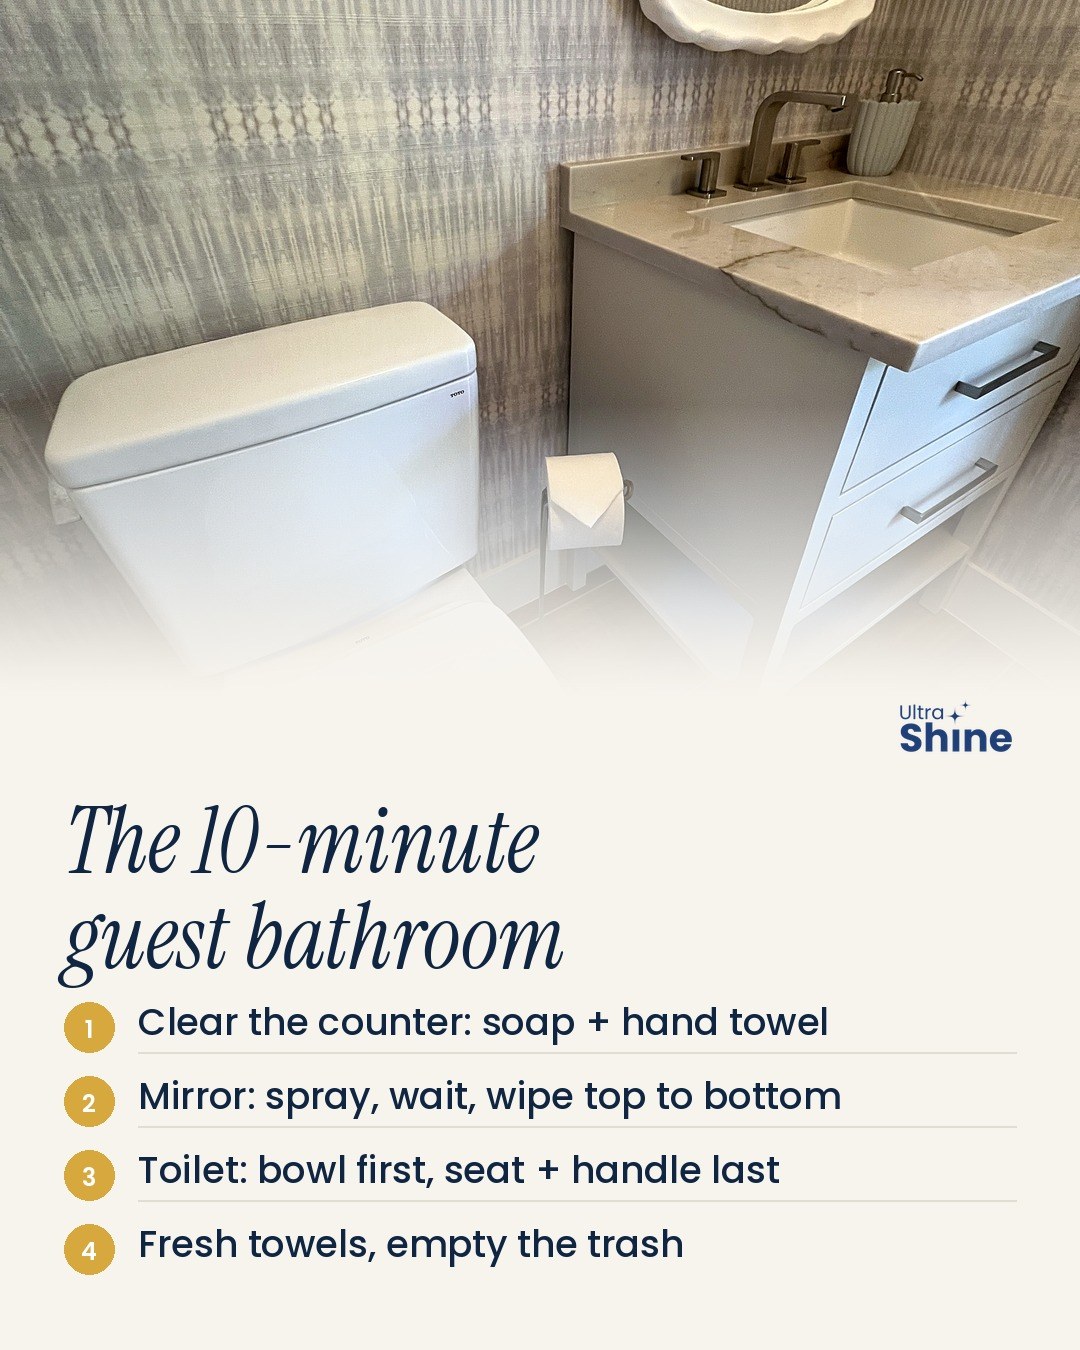 TOTO
Ultra
Shine
The 10-minute
guest bathroom
1 Clear the counter: soap + hand towel
2 Mirror: spray, wait, wipe top to bottom
3 Toilet: bowl first, seat + handle last
4 Fresh towels, empty the trash